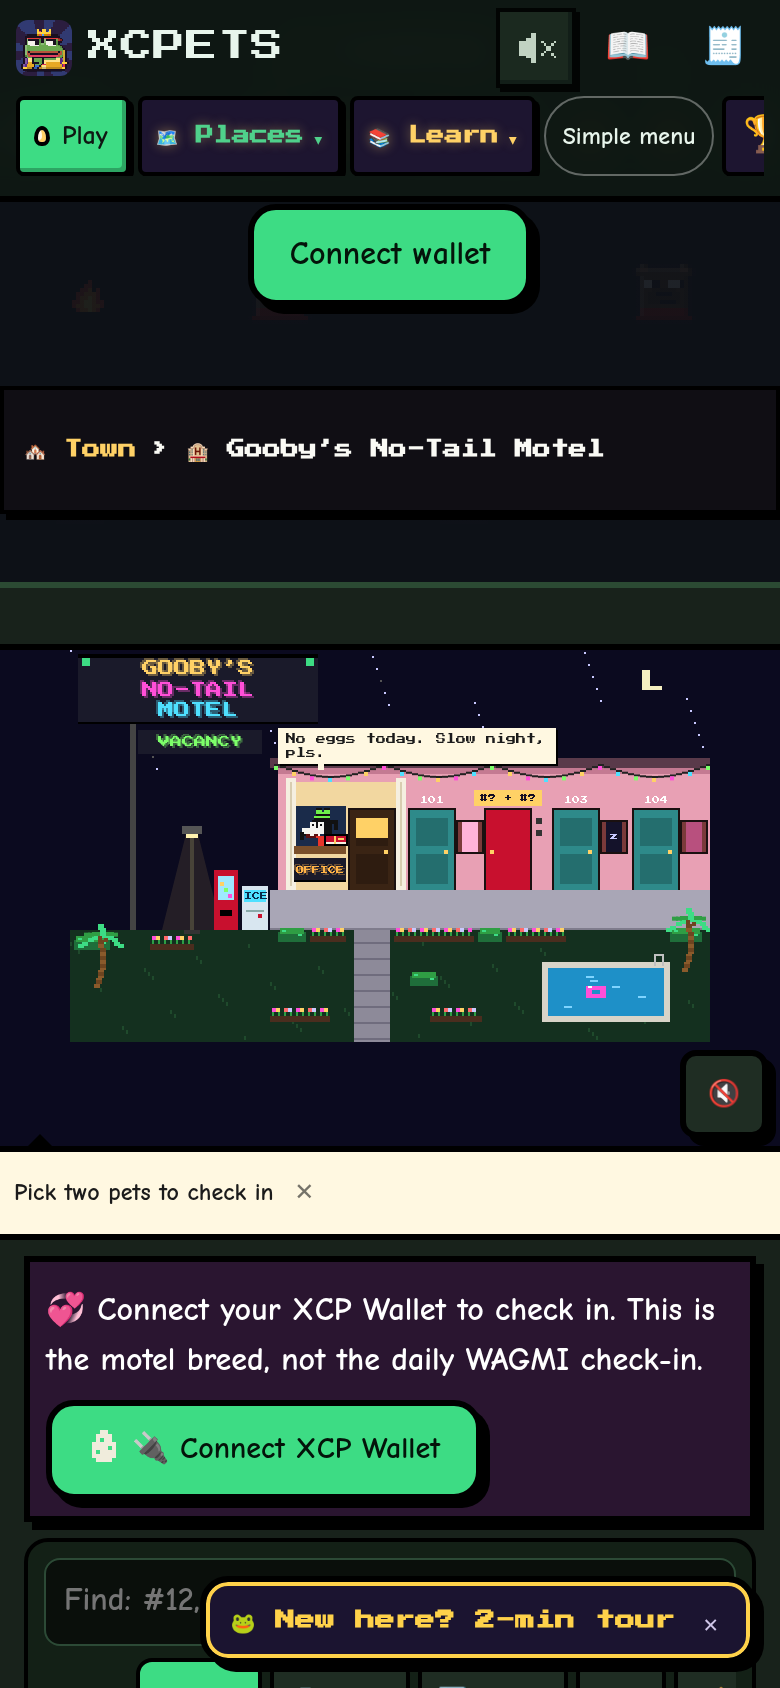 XCPETS
Play
Places
Learn
Simple menu
Connect wallet
Town › Gooby's No-Tail Motel
GOOBY'S
NO-TAIL
MOTEL
VACANCY
No eggs today. Slow night,
pls.
101
#? + #?
103
104
Z
OFFICE
ICE
Pick two pets to check in ×
Connect your XCP Wallet to check in. This is
the motel breed, not the daily WAGMI check-in.
Connect XCP Wallet
Find: #12,
New here? 2-min tour ×